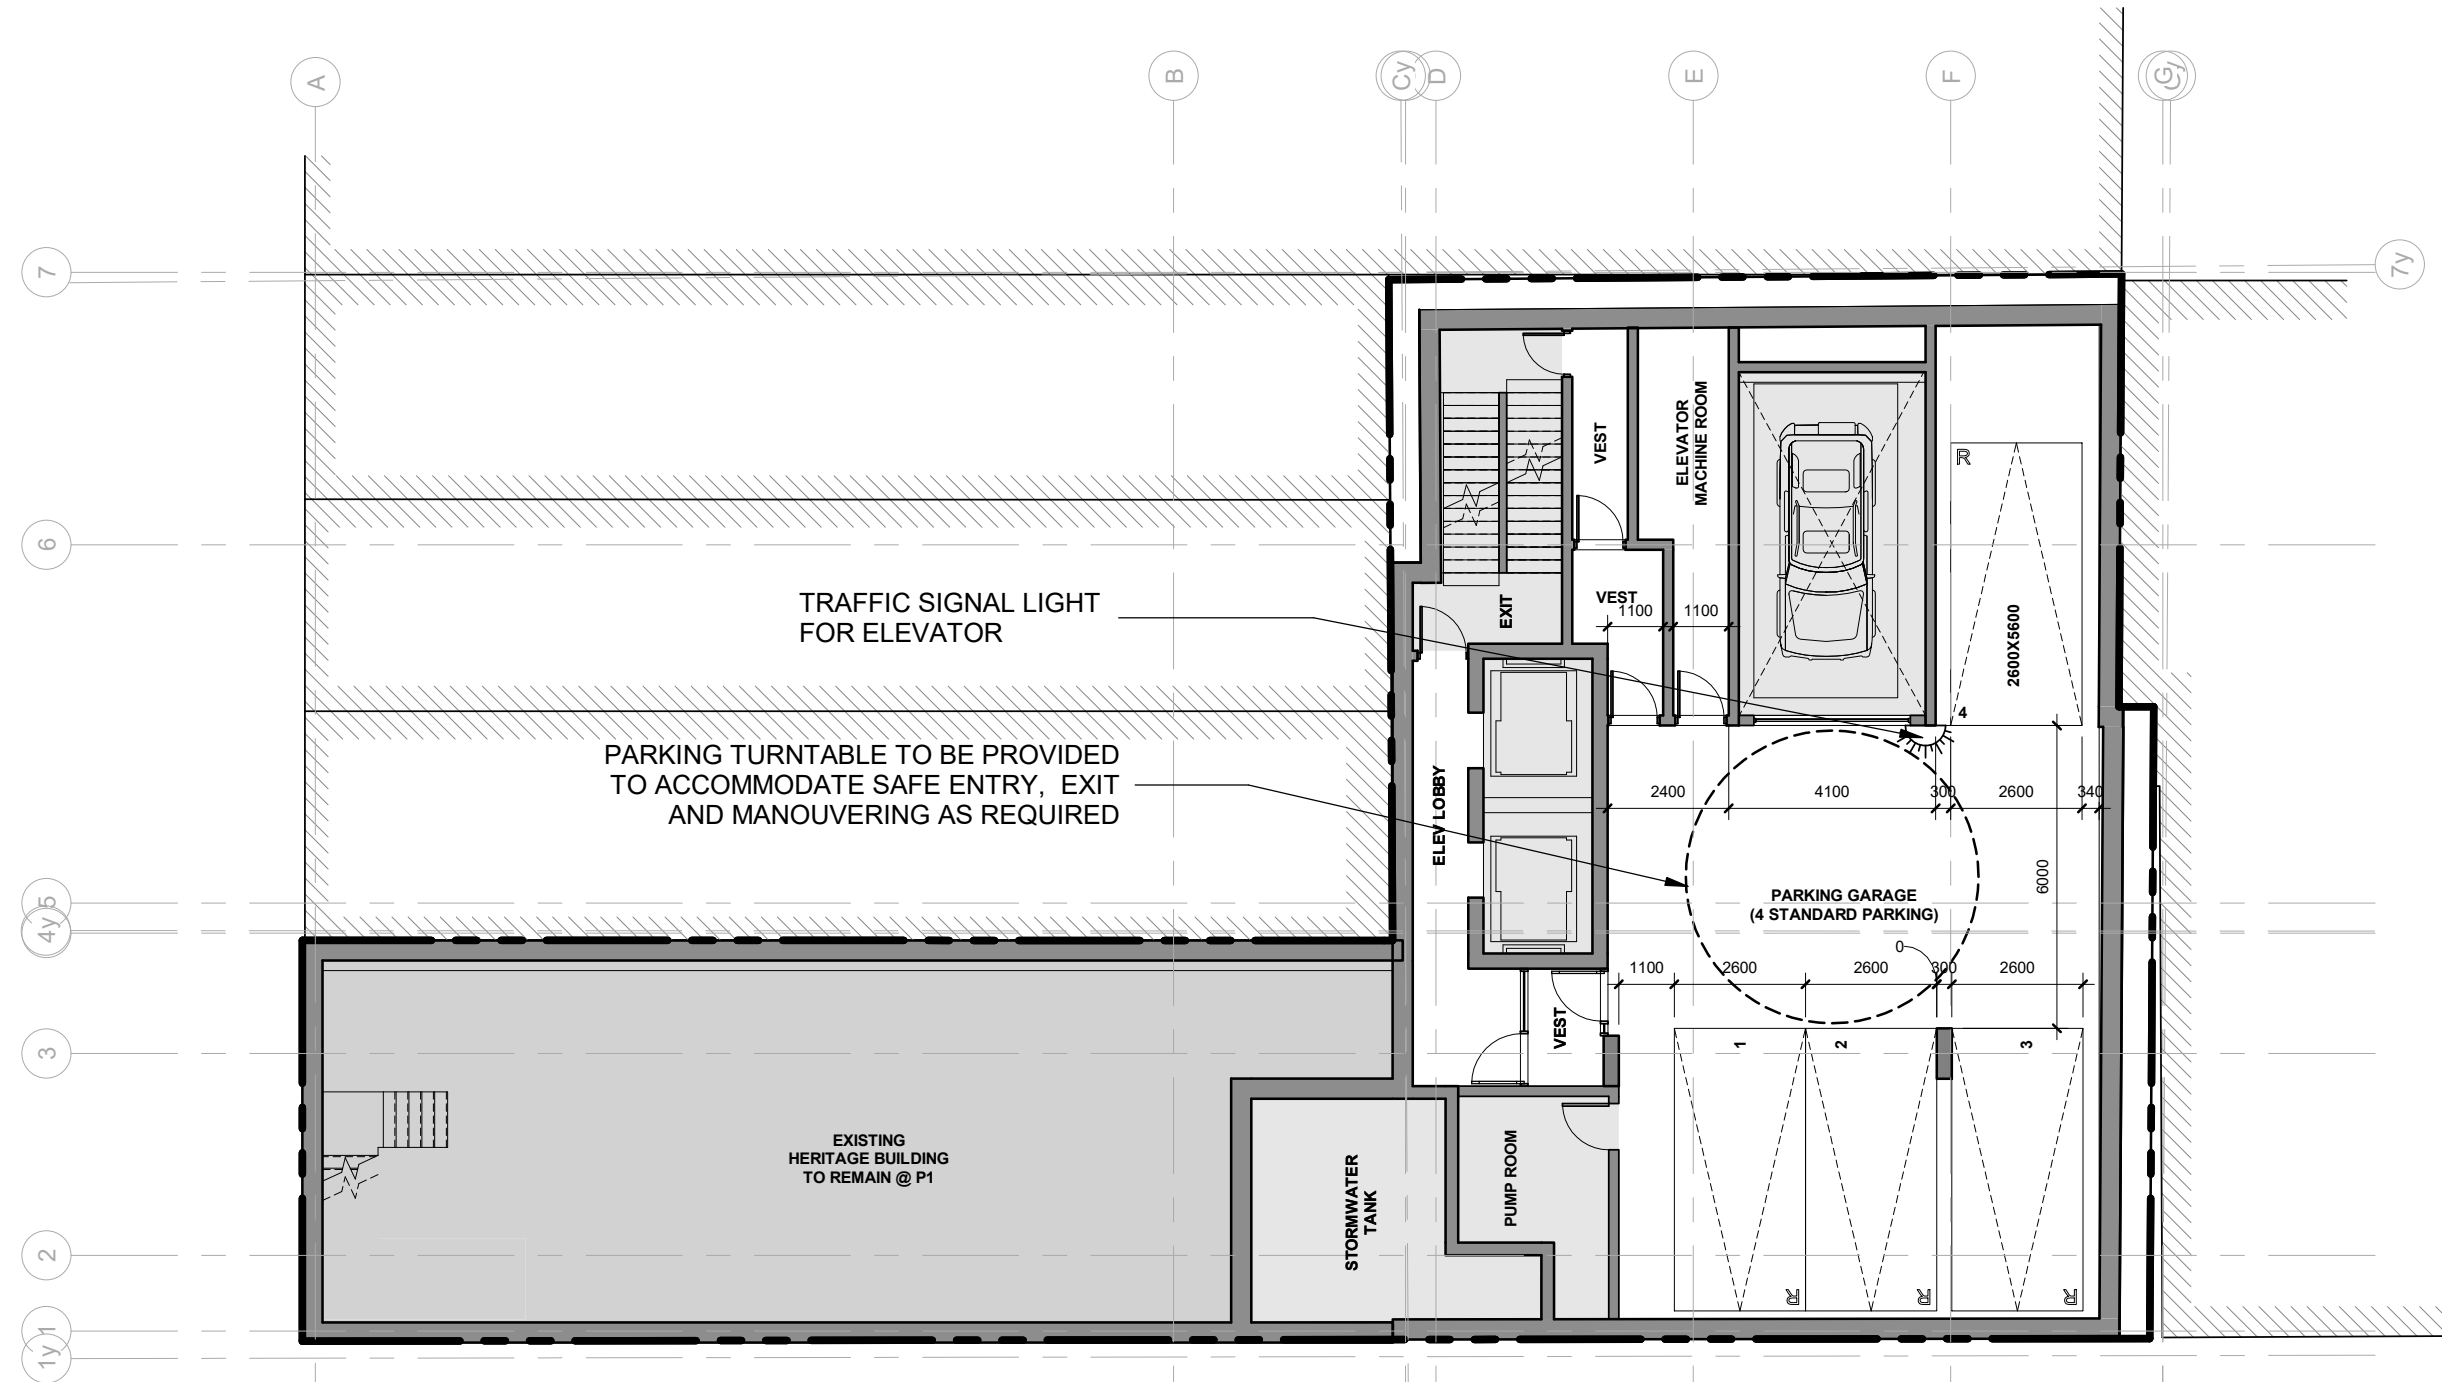 A
B
Cy
D
E
F
G
7
7y
6
5
4y
3
2
1
1y
TRAFFIC SIGNAL LIGHT
FOR ELEVATOR
PARKING TURNTABLE TO BE PROVIDED
TO ACCOMMODATE SAFE ENTRY, EXIT
AND MANOUVERING AS REQUIRED
VEST
ELEVATOR
MACHINE ROOM
R
EXIT
VEST
1100
1100
2600X5600
4
ELEV LOBBY
2400
4100
300
2600
340
6000
PARKING GARAGE
(4 STANDARD PARKING)
0
1100
2600
2600
300
2600
VEST
1
2
3
EXISTING
HERITAGE BUILDING
TO REMAIN @ P1
STORMWATER
TANK
PUMP ROOM
R
R
R